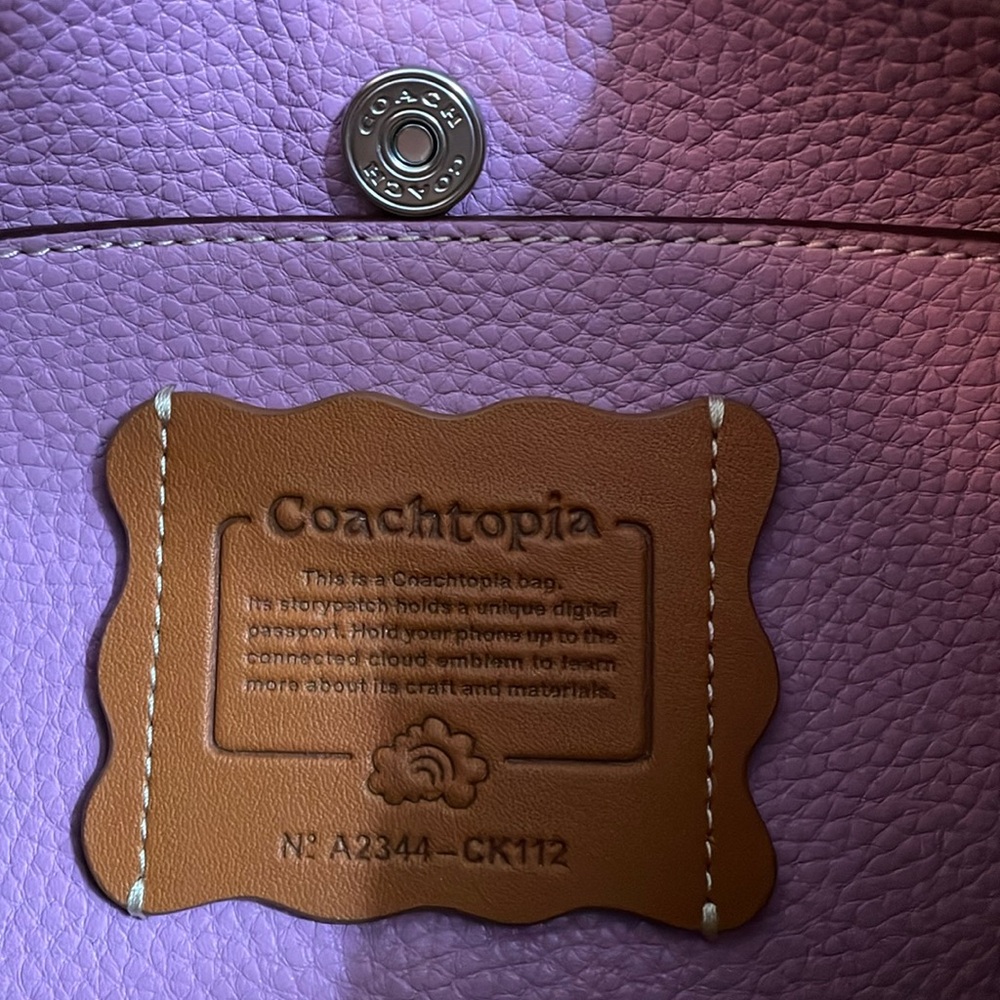 COACH
COACH
Coachtopia
This is a Coachtopia bag.
Its storypatch holds a unique digital
passport. Hold your phone up to the
connected cloud emblem to learn
more about its craft and materials.
Nº A2344-CK112